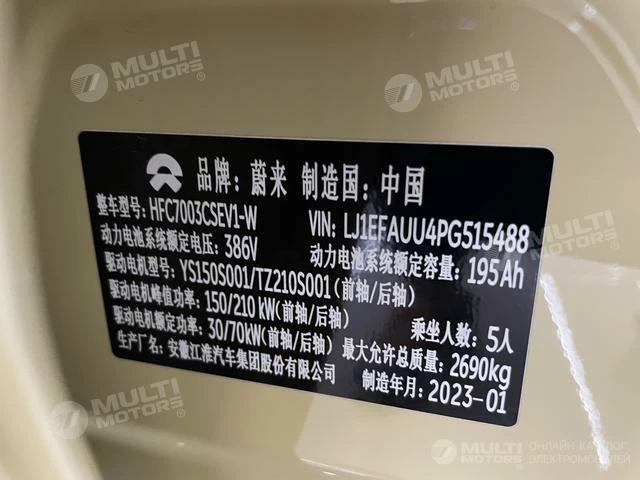 MULTI MOTORS®
MULTI MOTORS®
品牌: 蔚来 制造国: 中国
整车型号: HFC7003CSEV1-W VIN: LJ1EFAUU4PG515488
动力电池系统额定电压: 386V 动力电池系统额定容量: 195Ah
驱动电机型号: YS150S001/TZ210S001(前轴/后轴)
驱动电机峰值功率: 150/210kW(前轴/后轴)
驱动电机额定功率: 30/70kW(前轴/后轴) 乘坐人数: 5人
生产厂名: 安徽江淮汽车集团股份有限公司 最大允许总质量: 2690kg
制造年月: 2023-01
MULTI MOTORS®
MULTI MOTORS
ОНЛАЙН-КАТАЛОГ
ЭЛЕКТРОМОБИЛЕЙ